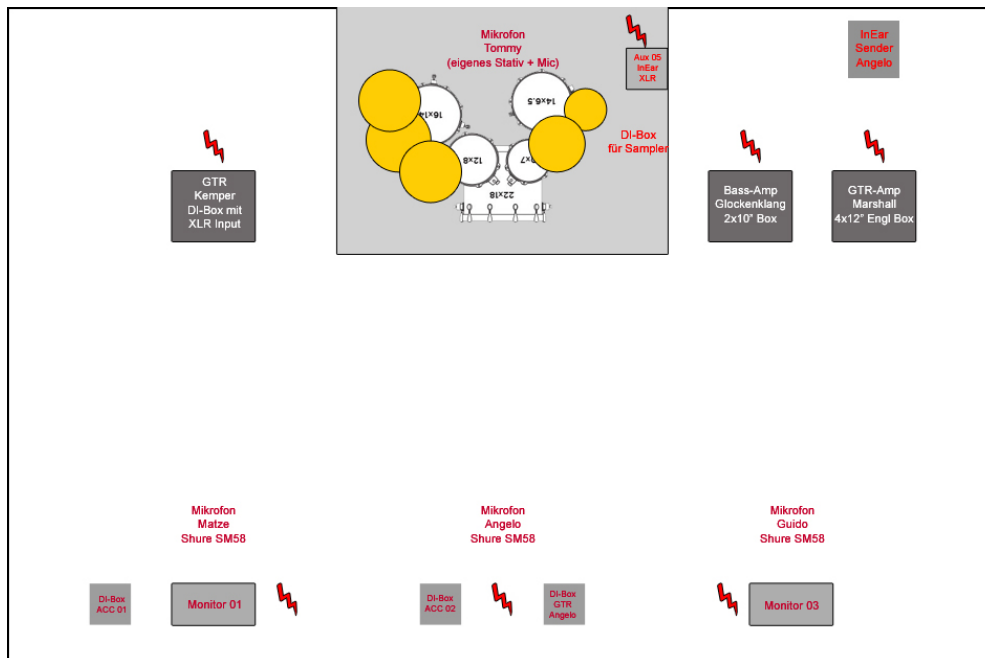 Mikrofon
Tommy
(eigenes Stativ + Mic)
InEar
Sender
Angelo
Aux 05
InEar
XLR
16x14
14x6.5
DI-Box
für Sampler
12x8
22x18
GTR
Kemper
DI-Box mit
XLR Input
Bass-Amp
Glockenklang
2x10" Box
GTR-Amp
Marshall
4x12" Engl Box
Mikrofon
Matze
Shure SM58
Mikrofon
Angelo
Shure SM58
Mikrofon
Guido
Shure SM58
DI-Box
ACC 01
Monitor 01
DI-Box
ACC 02
DI-Box
GTR
Angelo
Monitor 03